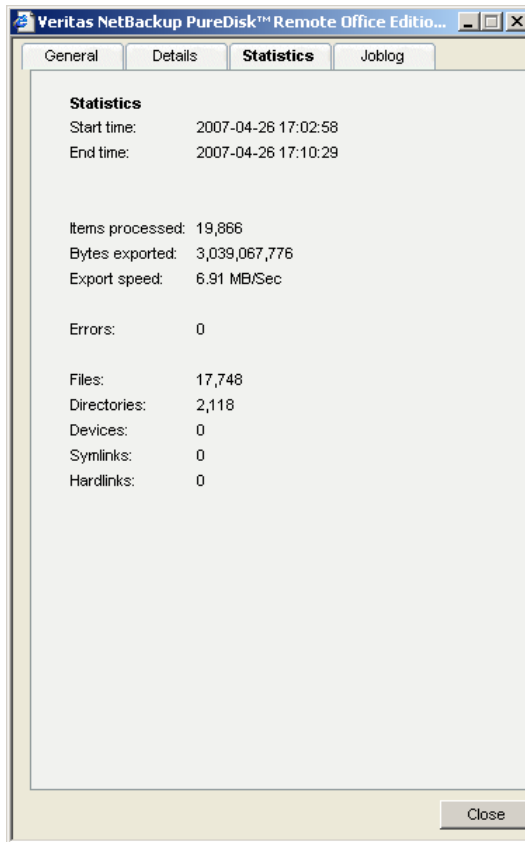 Veritas NetBackup PureDisk™ Remote Office Editio...
General Details Statistics Joblog
Statistics
Start time: 2007-04-26 17:02:58
End time: 2007-04-26 17:10:29
Items processed: 19,866
Bytes exported: 3,039,067,776
Export speed: 6.91 MB/Sec
Errors: 0
Files: 17,748
Directories: 2,118
Devices: 0
Symlinks: 0
Hardlinks: 0
Close